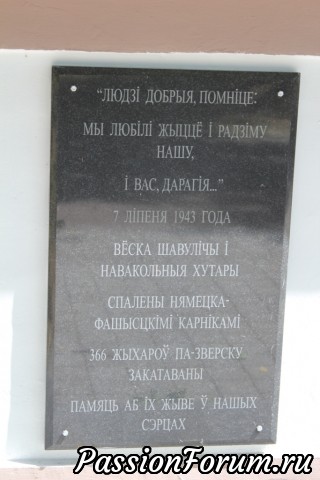 “ЛЮДЗІ ДОБРЫЯ, ПОМНІЦЕ:
МЫ ЛЮБІЛІ ЖЫЦЦЁ І РАДЗІМУ
НАШУ,
І ВАС, ДАРАГІЯ...”
7 ЛІПЕНЯ 1943 ГОДА
ВЁСКА ШАВУЛІЧЫ І
НАВАКОЛЬНЫЯ ХУТАРЫ
СПАЛЕНЫ НЯМЕЦКА-
ФАШЫСЦКІМІ КАРНІКАМІ
366 ЖЫХАРОЎ ПА-ЗВЕРСКУ
ЗАКАТАВАНЫ
ПАМЯЦЬ АБ ІХ ЖЫВЕ Ў НАШЫХ
СЭРЦАХ
PassionForum.ru